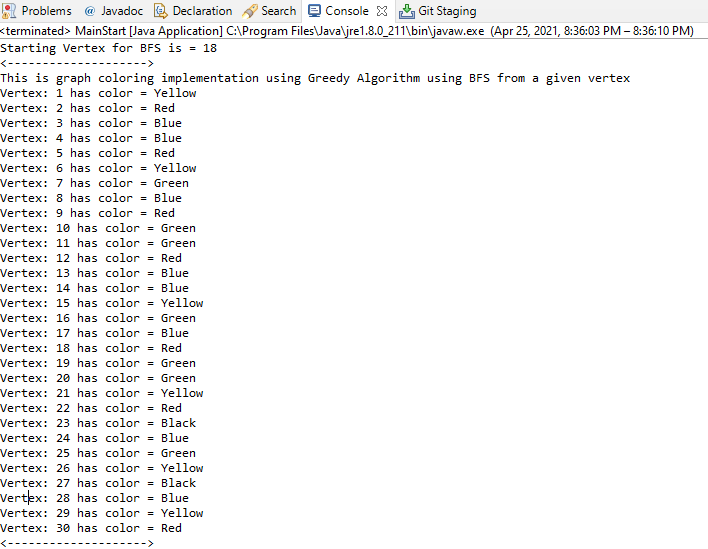 Problems @ Javadoc Declaration Search Console Git Staging
<terminated> MainStart [Java Application] C:\Program Files\Java\jre1.8.0_211\bin\javaw.exe (Apr 25, 2021, 8:36:03 PM – 8:36:10 PM)
Starting Vertex for BFS is = 18
<-------------------->
This is graph coloring implementation using Greedy Algorithm using BFS from a given vertex
Vertex: 1 has color = Yellow
Vertex: 2 has color = Red
Vertex: 3 has color = Blue
Vertex: 4 has color = Blue
Vertex: 5 has color = Red
Vertex: 6 has color = Yellow
Vertex: 7 has color = Green
Vertex: 8 has color = Blue
Vertex: 9 has color = Red
Vertex: 10 has color = Green
Vertex: 11 has color = Green
Vertex: 12 has color = Red
Vertex: 13 has color = Blue
Vertex: 14 has color = Blue
Vertex: 15 has color = Yellow
Vertex: 16 has color = Green
Vertex: 17 has color = Blue
Vertex: 18 has color = Red
Vertex: 19 has color = Green
Vertex: 20 has color = Green
Vertex: 21 has color = Yellow
Vertex: 22 has color = Red
Vertex: 23 has color = Black
Vertex: 24 has color = Blue
Vertex: 25 has color = Green
Vertex: 26 has color = Yellow
Vertex: 27 has color = Black
Vertex: 28 has color = Blue
Vertex: 29 has color = Yellow
Vertex: 30 has color = Red
<-------------------->